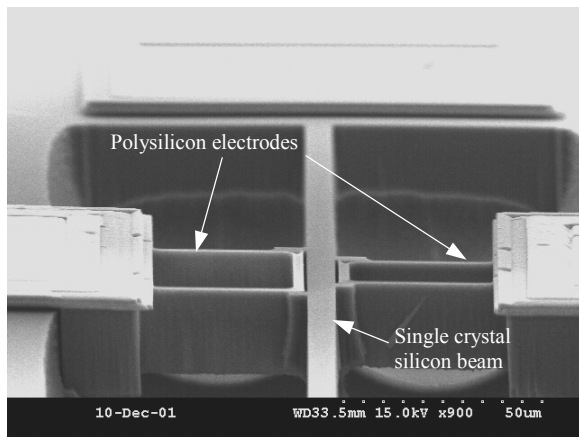 Polysilicon electrodes
Single crystal
silicon beam
10-Dec-01 WD33.5mm 15.0kV x900 50um